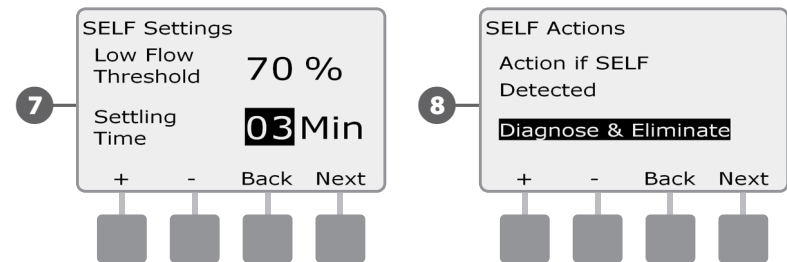 7
SELF Settings
Low Flow
Threshold 70 %
Settling
Time 03 Min
+ - Back Next
8
SELF Actions
Action if SELF
Detected
Diagnose & Eliminate
+ - Back Next